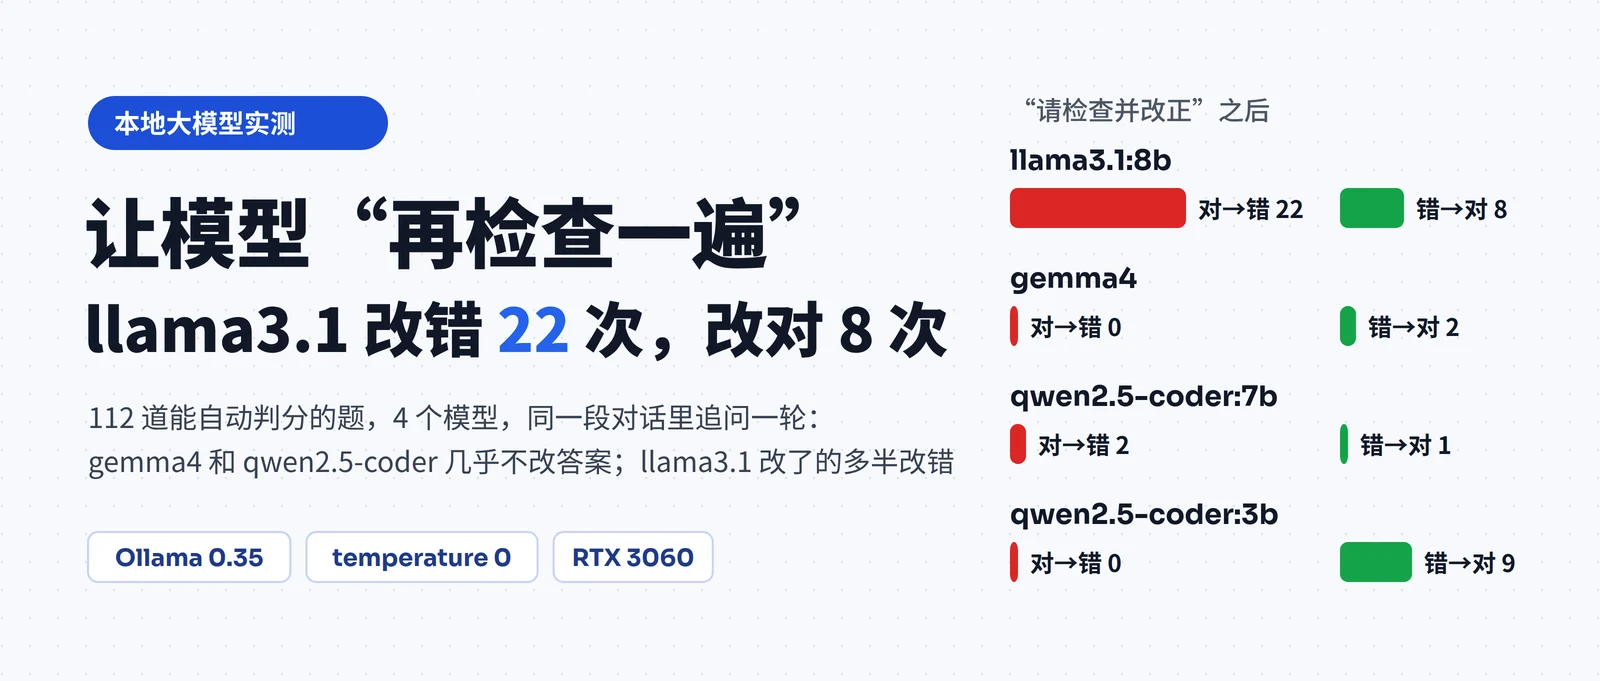 本地大模型实测
让模型“再检查一遍”
llama3.1 改错 22 次，改对 8 次
112 道能自动判分的题，4 个模型，同一段对话里追问一轮：
gemma4 和 qwen2.5-coder 几乎不改答案；llama3.1 改了的多半改错
Ollama 0.35
temperature 0
RTX 3060
“请检查并改正”之后
llama3.1:8b
对→错 22
错→对 8
gemma4
对→错 0
错→对 2
qwen2.5-coder:7b
对→错 2
错→对 1
qwen2.5-coder:3b
对→错 0
错→对 9